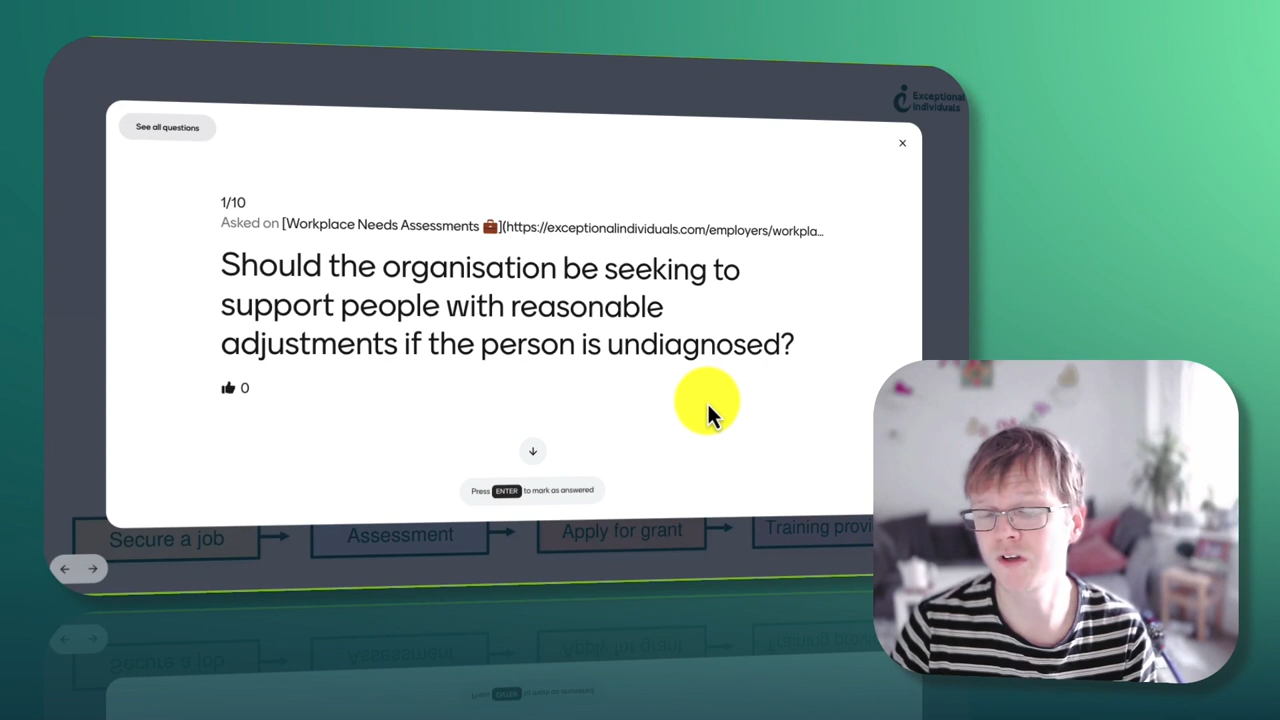 Exceptional
Individuals
See all questions
1/10
Asked on [Workplace Needs Assessments 💼](https://exceptionalindividuals.com/employers/workpla...
Should the organisation be seeking to
support people with reasonable
adjustments if the person is undiagnosed?
0
Press ENTER to mark as answered
Secure a job
Assessment
Apply for grant
Training provi